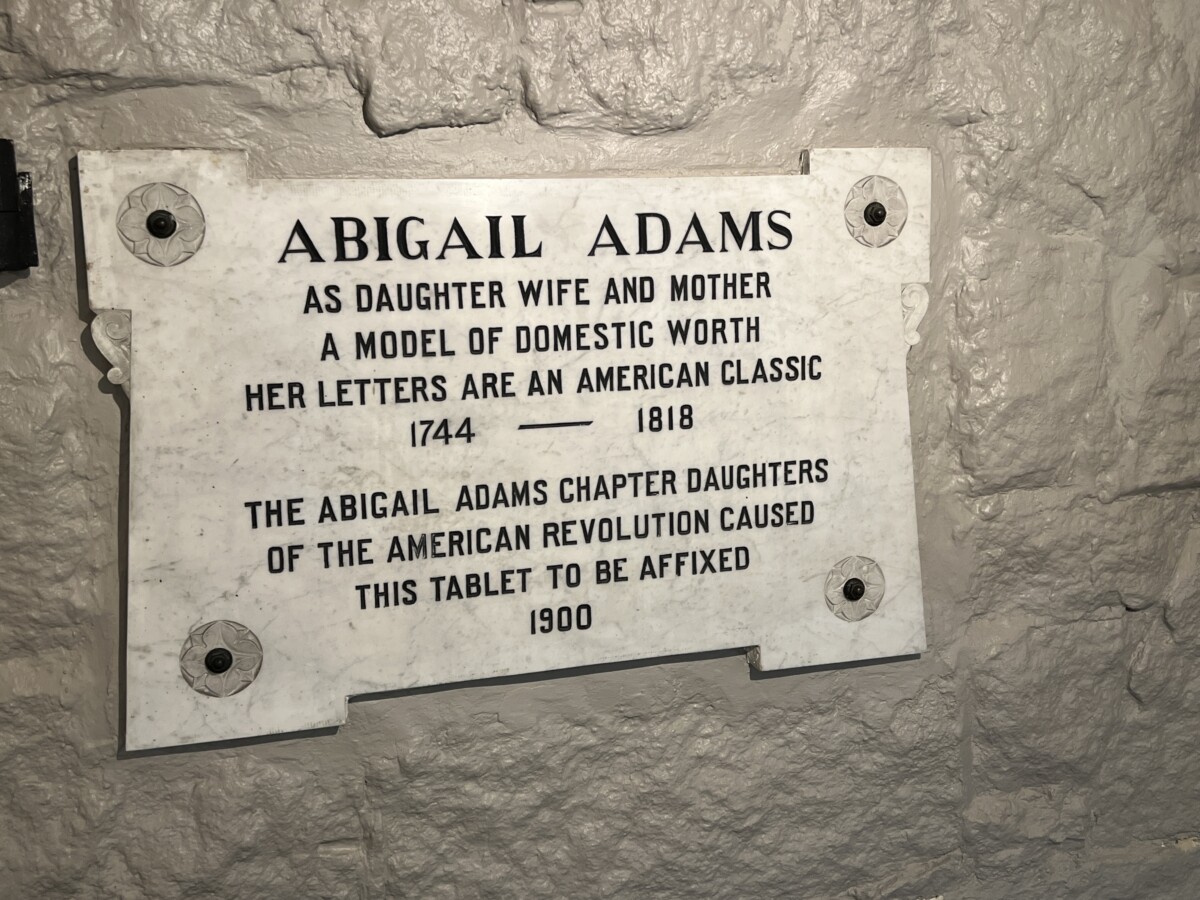 ABIGAIL ADAMS
AS DAUGHTER WIFE AND MOTHER
A MODEL OF DOMESTIC WORTH
HER LETTERS ARE AN AMERICAN CLASSIC
1744 — 1818
THE ABIGAIL ADAMS CHAPTER DAUGHTERS
OF THE AMERICAN REVOLUTION CAUSED
THIS TABLET TO BE AFFIXED
1900